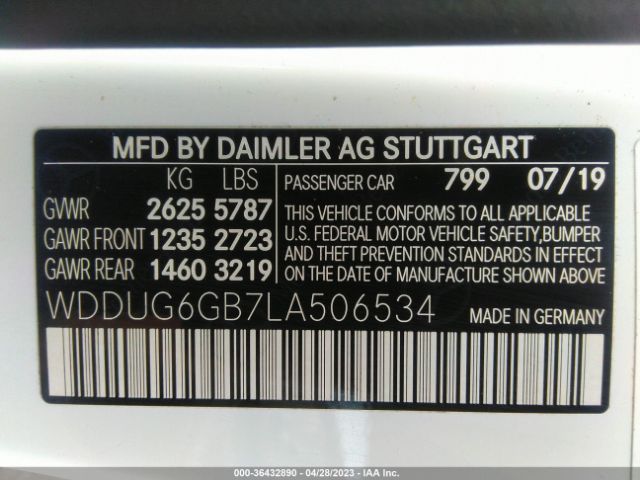 MFD BY DAIMLER AG STUTTGART
KG LBS
GVWR 2625 5787
GAWR FRONT 1235 2723
GAWR REAR 1460 3219
PASSENGER CAR 799 07/19
THIS VEHICLE CONFORMS TO ALL APPLICABLE
U.S. FEDERAL MOTOR VEHICLE SAFETY,BUMPER
AND THEFT PREVENTION STANDARDS IN EFFECT
ON THE DATE OF MANUFACTURE SHOWN ABOVE.
WDDUG6GB7LA506534 MADE IN GERMANY
000-36432890 - 04/28/2023 - IAA Inc.